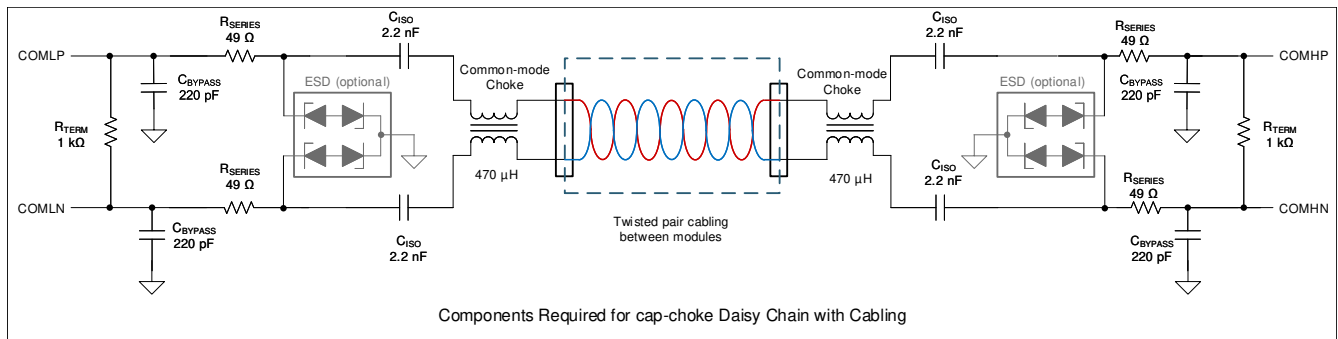 COMLP
RSERIES
49 Ω
CISO
2.2 nF
CBYPASS
220 pF
ESD (optional)
Common-mode
Choke
RTERM
1 kΩ
RSERIES
49 Ω
COMLN
CBYPASS
220 pF
CISO
2.2 nF
470 μH
Twisted pair cabling
between modules
CISO
2.2 nF
Common-mode
Choke
470 μH
CISO
2.2 nF
ESD (optional)
RSERIES
49 Ω
CBYPASS
220 pF
COMHP
RTERM
1 kΩ
RSERIES
49 Ω
COMHN
CBYPASS
220 pF
Components Required for cap-choke Daisy Chain with Cabling